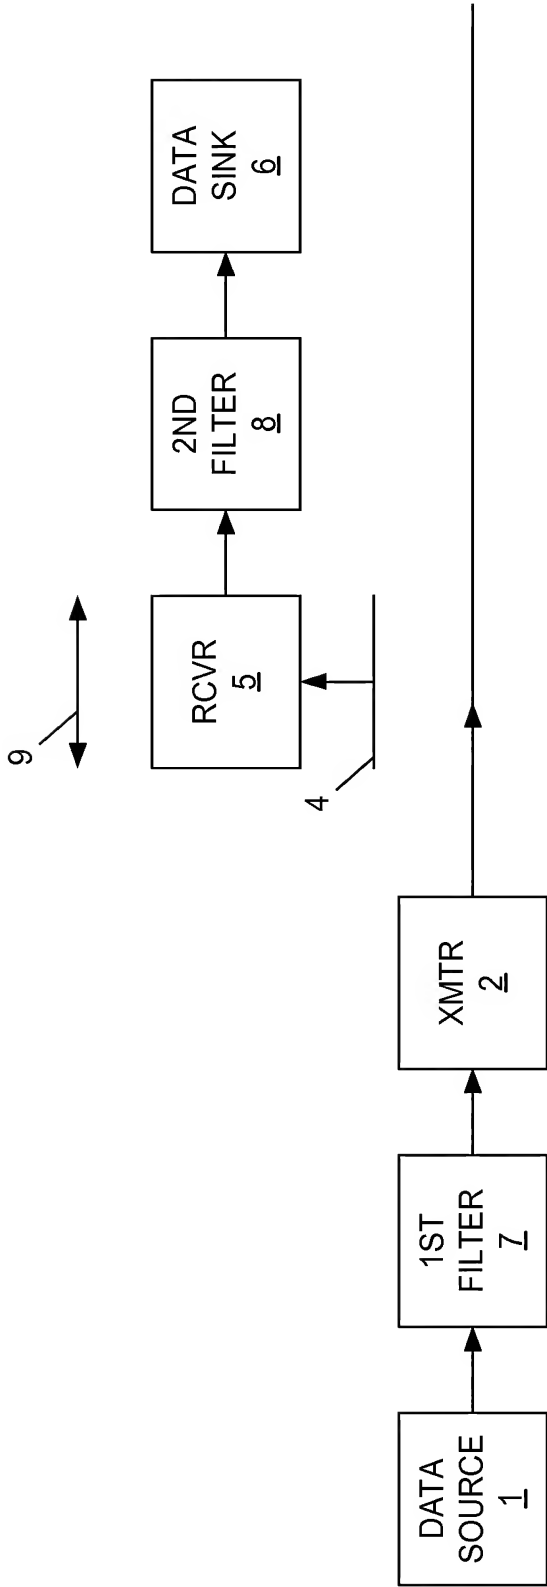 9
RCVR
5
2ND
FILTER
8
DATA
SINK
6
4
DATA
SOURCE
1
1ST
FILTER
7
XMTR
2